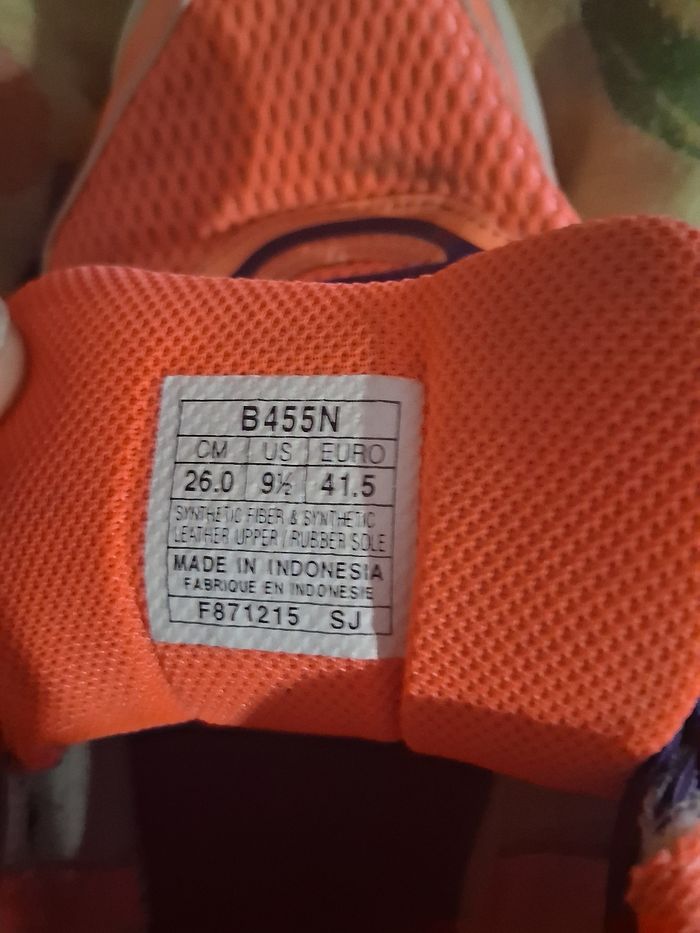 B455N
CM US EURO
26.0 9½ 41.5
SYNTHETIC FIBER & SYNTHETIC
LEATHER UPPER / RUBBER SOLE
MADE IN INDONESIA
FABRIQUE EN INDONESIE
F871215 SJ